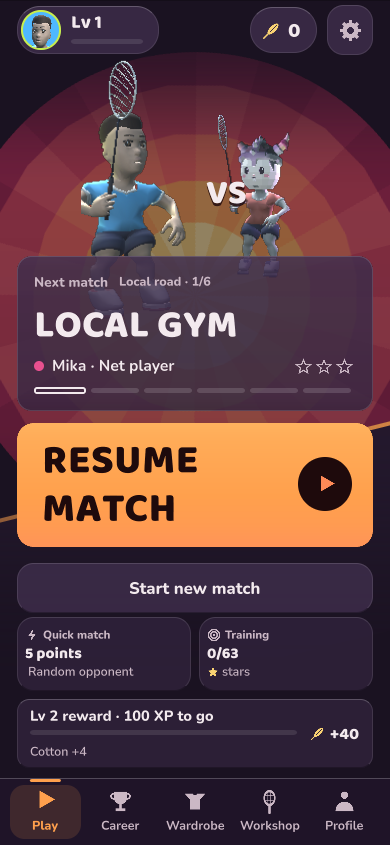 Lv 1
0
VS
Next match Local road · 1/6
LOCAL GYM
Mika · Net player
RESUME
MATCH
Start new match
Quick match
5 points
Random opponent
Training
0/63
stars
Lv 2 reward · 100 XP to go
+40
Cotton +4
Play
Career
Wardrobe
Workshop
Profile